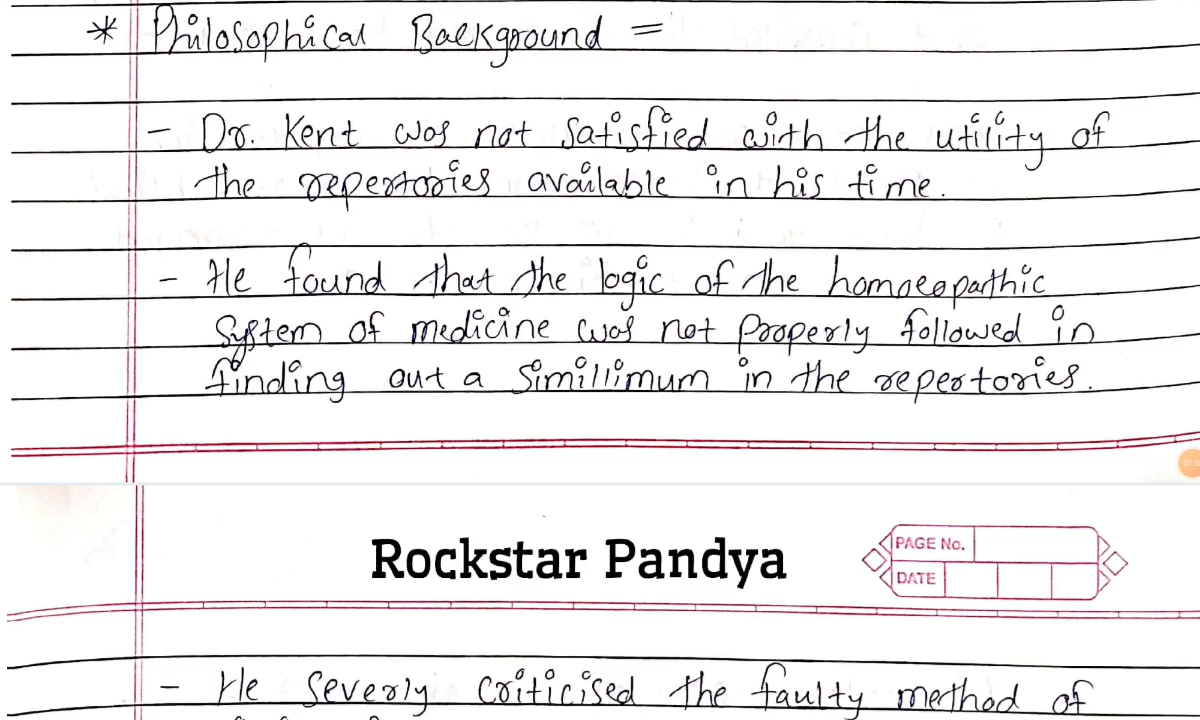 * Philosophical Background =
- Dr. Kent was not satisfied with the utility of
the repertories available in his time.
- He found that the logic of the homoeopathic
System of medicine was not properly followed in
finding out a Simillimum in the repertories.
Rockstar Pandya
PAGE No.
DATE
- He severly criticised the faulty method of